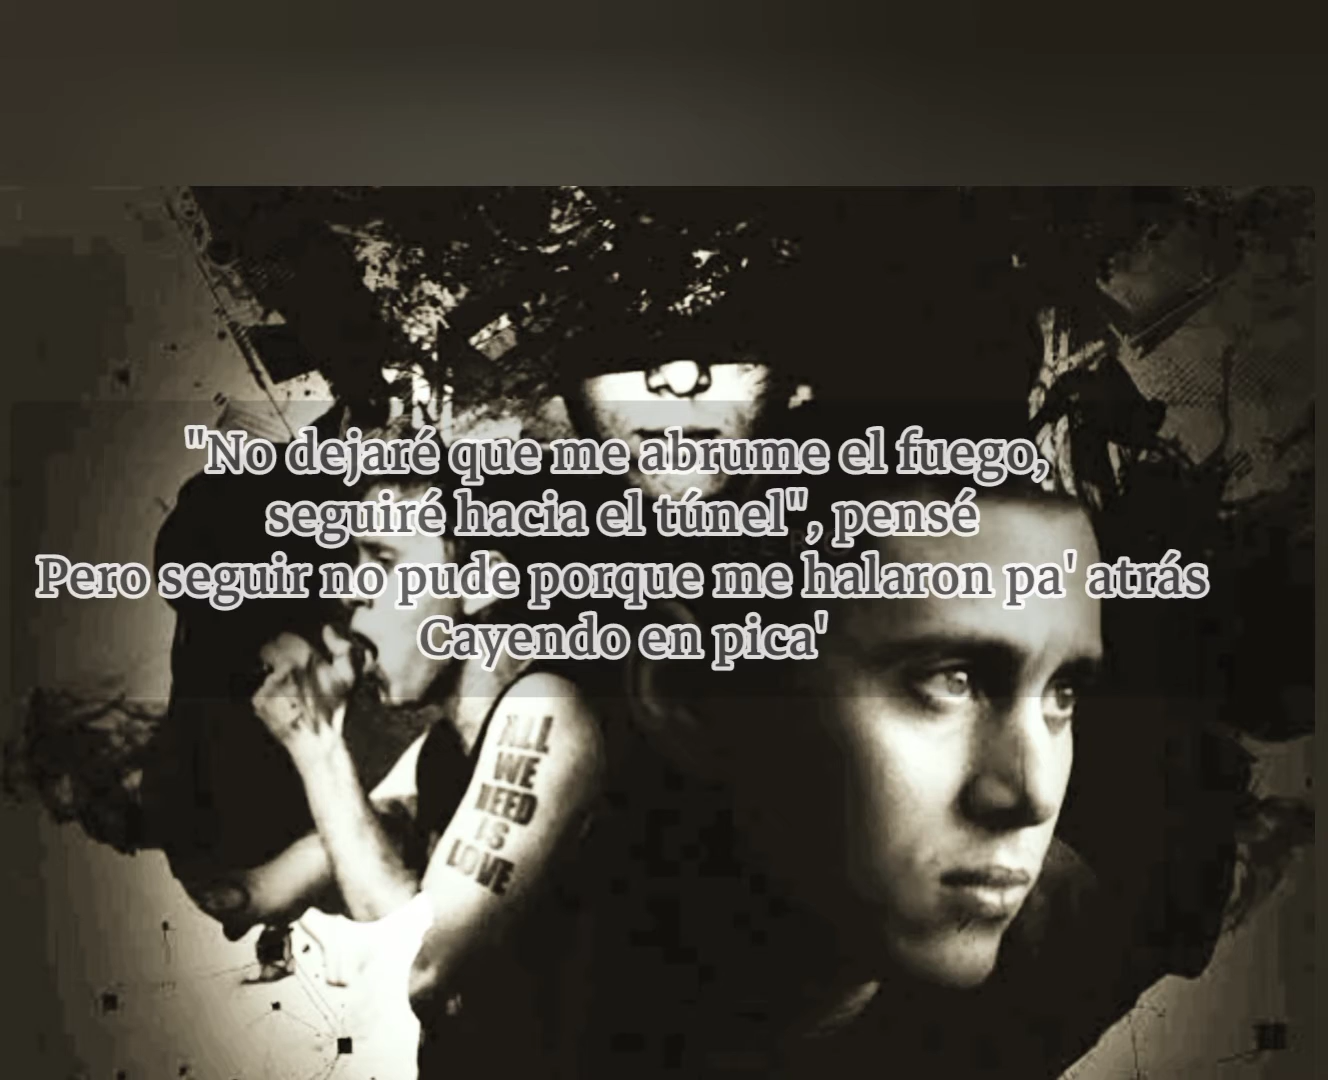 "No dejaré que me abrume el fuego,
seguiré hacia el túnel", pensé
Pero seguir no pude porque me halaron pa' atrás
Cayendo en pica'
ALL
WE
NEED
IS
LOVE